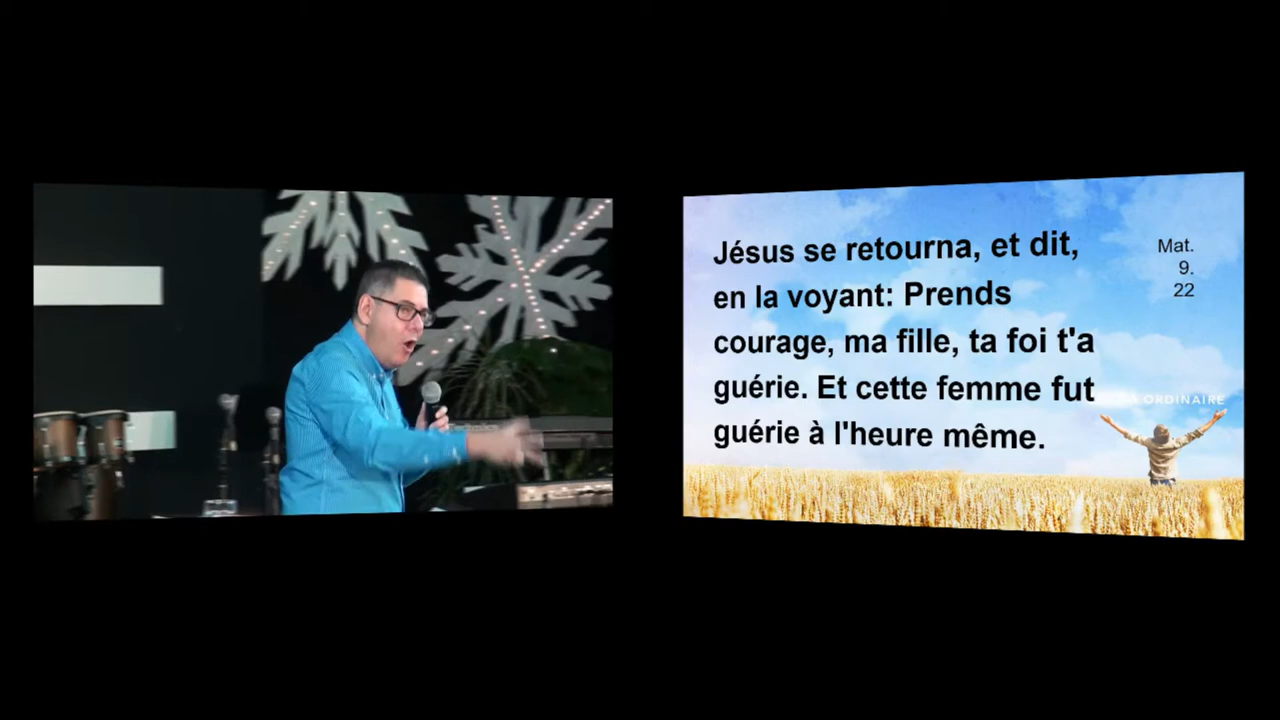 Jésus se retourna, et dit,
en la voyant: Prends
courage, ma fille, ta foi t'a
guérie. Et cette femme fut
guérie à l'heure même.
Mat.
9.
22
ORDINAIRE